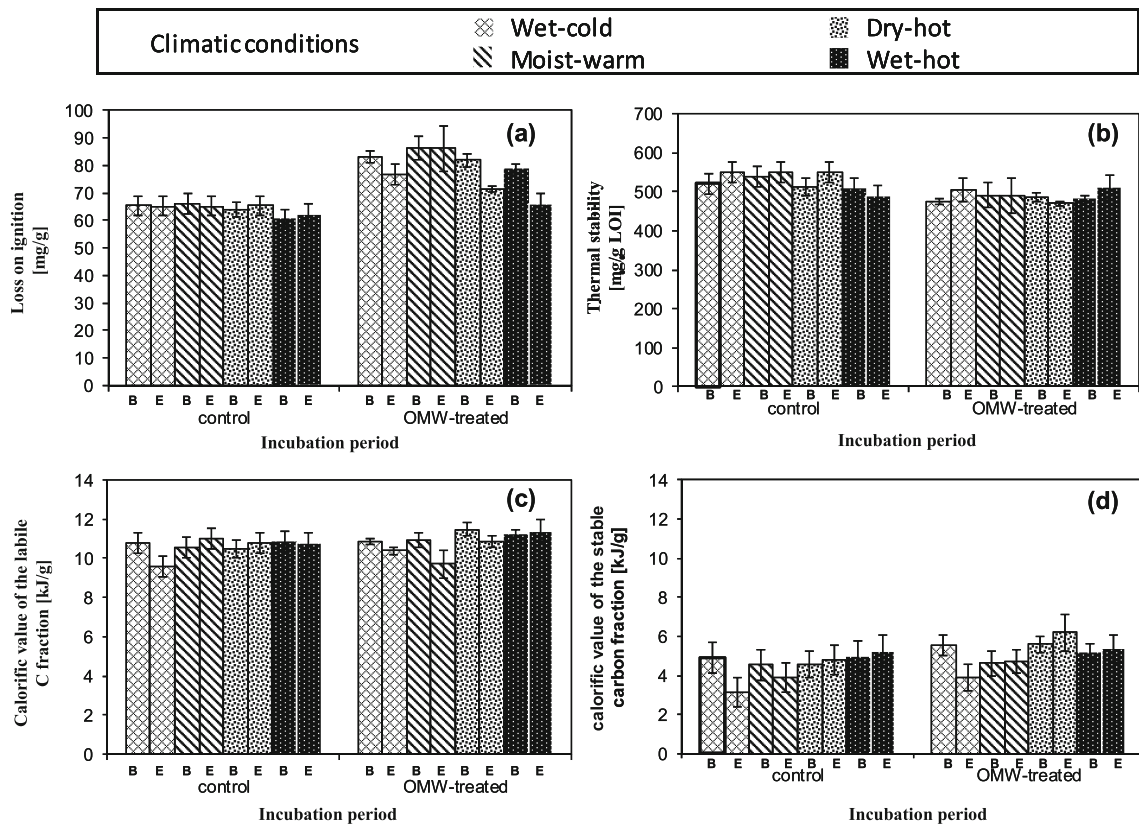 Climatic conditions
Wet-cold
Dry-hot
Moist-warm
Wet-hot
(a)
Loss on ignition
[mg/g]
100
90
80
70
60
50
40
30
20
10
0
B E B E B E B E B E B E B E B E
control OMW-treated
Incubation period
(b)
Thermal stability
[mg/g LOI]
700
600
500
400
300
200
100
0
B E B E B E B E B E B E B E B E
control OMW-treated
Incubation period
(c)
Calorific value of the labile
C fraction [kJ/g]
14
12
10
8
6
4
2
0
B E B E B E B E B E B E B E B E
control OMW-treated
Incubation period
(d)
calorific value of the stable
carbon fraction [kJ/g]
14
12
10
8
6
4
2
0
B E B E B E B E B E B E B E B E
control OMW-treated
Incubation period